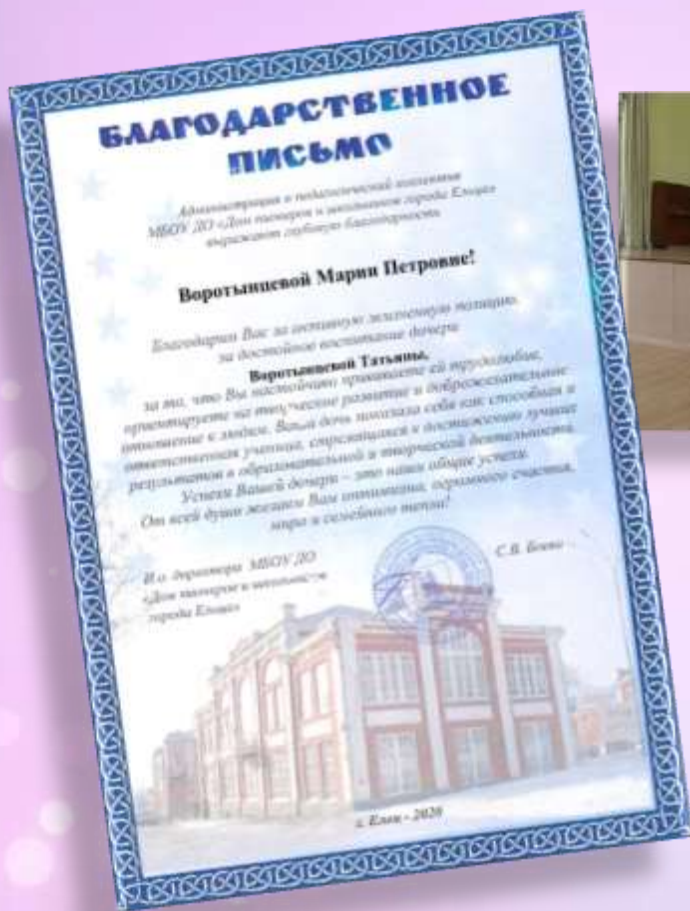 БЛАГОДАРСТВЕННОЕ
ПИСЬМО
Администрация и педагогический коллектив
МБОУ ДО «Дом пионеров и школьников города Ельца»
выражают глубокую благодарность
Воротынцевой Марии Петровне!
Благодарим Вас за активную жизненную позицию,
за достойное воспитание дочери
Воротынцевой Татьяны,
за то, что Вы настойчиво прививаете ей трудолюбие,
ориентируете на творческое развитие и доброжелательное
отношение к людям. Ваша дочь показала себя как способная и
ответственная ученица, стремящаяся к достижению лучших
результатов в образовательной и творческой деятельности.
Успехи Вашей дочери – это наши общие успехи.
От всей души желаем Вам оптимизма, огромного счастья,
мира и семейного тепла!
И.о. директора МБОУ ДО
«Дом пионеров и школьников
города Ельца»
С.В. Боева
г. Елец - 2020